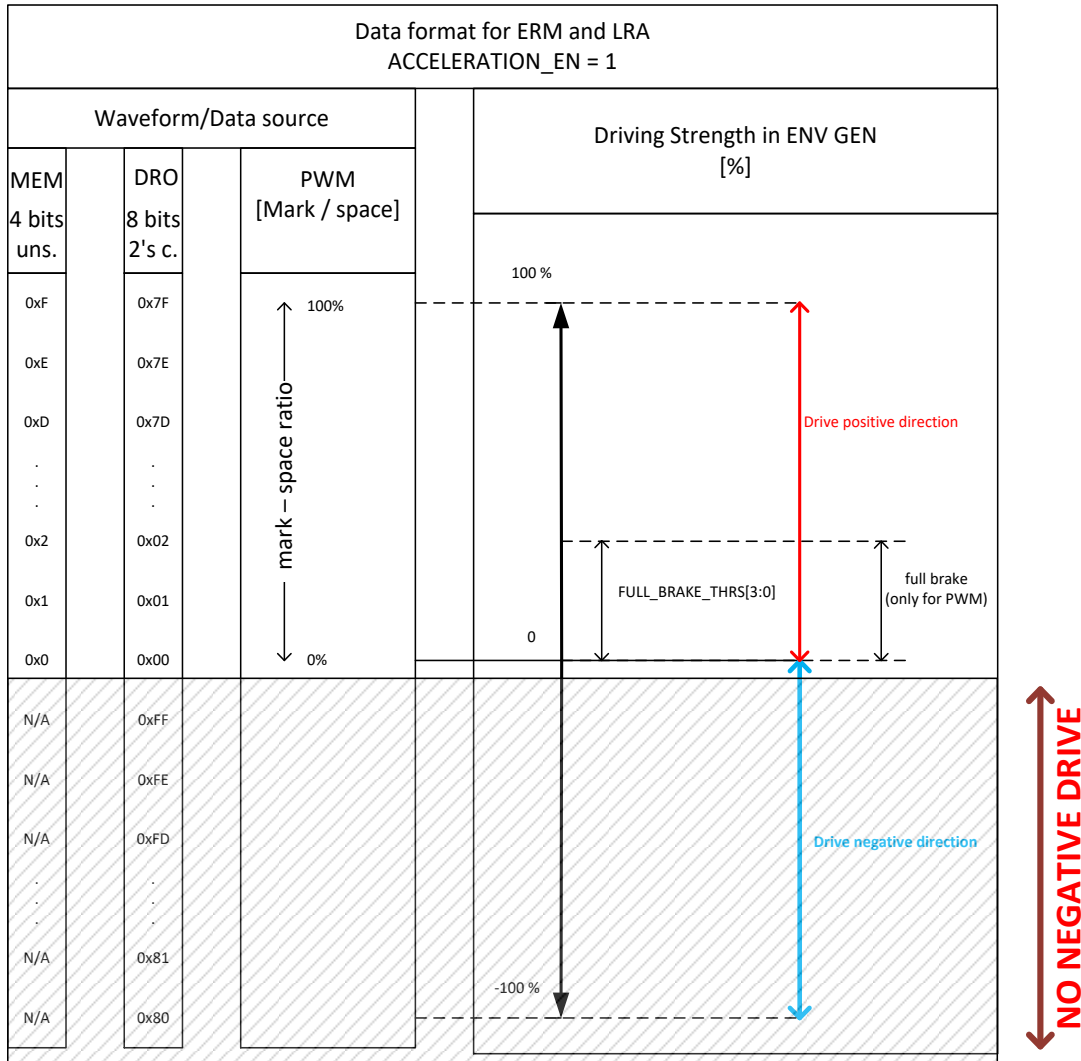 Data format for ERM and LRA
ACCELERATION_EN = 1
Waveform/Data source
Driving Strength in ENV GEN
[%]
MEM
4 bits
uns.
DRO
8 bits
2's c.
PWM
[Mark / space]
100 %
0xF 0x7F 100%
0xE 0x7E
0xD 0x7D
Drive positive direction
. .
. .
. .
mark – space ratio
0x2 0x02
FULL_BRAKE_THRS[3:0]
full brake
(only for PWM)
0x1 0x01
0
0x0 0x00 0%
N/A 0xFF
N/A 0xFE
N/A 0xFD
Drive negative direction
. .
. .
. .
N/A 0x81
-100 %
N/A 0x80
NO NEGATIVE DRIVE